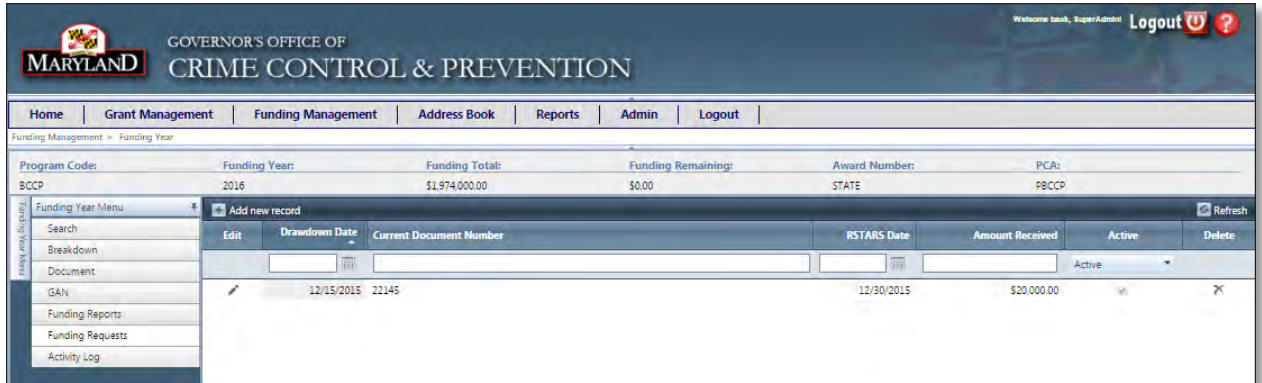 Welcome back, SuperAdmin! Logout
MARYLAND
GOVERNOR'S OFFICE OF
CRIME CONTROL & PREVENTION
Home Grant Management Funding Management Address Book Reports Admin Logout
Funding Management > Funding Year
Program Code: Funding Year: Funding Total: Funding Remaining: Award Number: PCA:
BCCP 2016 $1,974,000.00 $0.00 STATE PBCCP
Funding Year Menu
Funding Year Menu
Search
Breakdown
Document
GAN
Funding Reports
Funding Requests
Activity Log
Add new record Refresh
Edit Drawdown Date Current Document Number RSTARS Date Amount Received Active Delete
Active
12/15/2015 22145 12/30/2015 $20,000.00